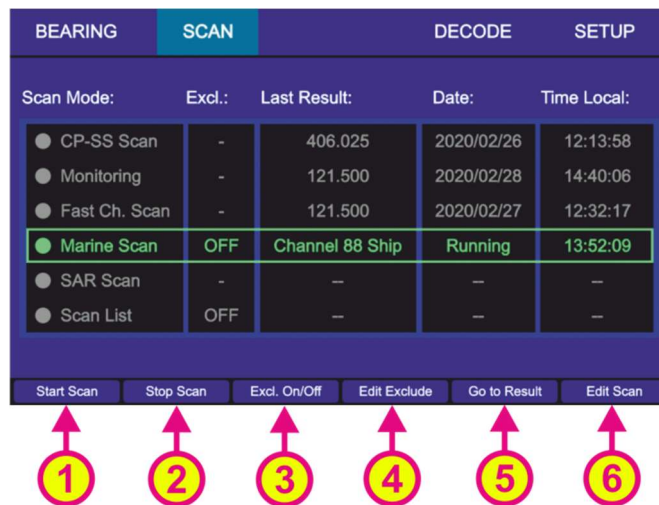 BEARING SCAN DECODE SETUP
Scan Mode: Excl.: Last Result: Date: Time Local:
CP-SS Scan - 406.025 2020/02/26 12:13:58
Monitoring - 121.500 2020/02/28 14:40:06
Fast Ch. Scan - 121.500 2020/02/27 12:32:17
Marine Scan OFF Channel 88 Ship Running 13:52:09
SAR Scan - -- -- --
Scan List OFF -- -- --
Start Scan Stop Scan Excl. On/Off Edit Exclude Go to Result Edit Scan
1 2 3 4 5 6